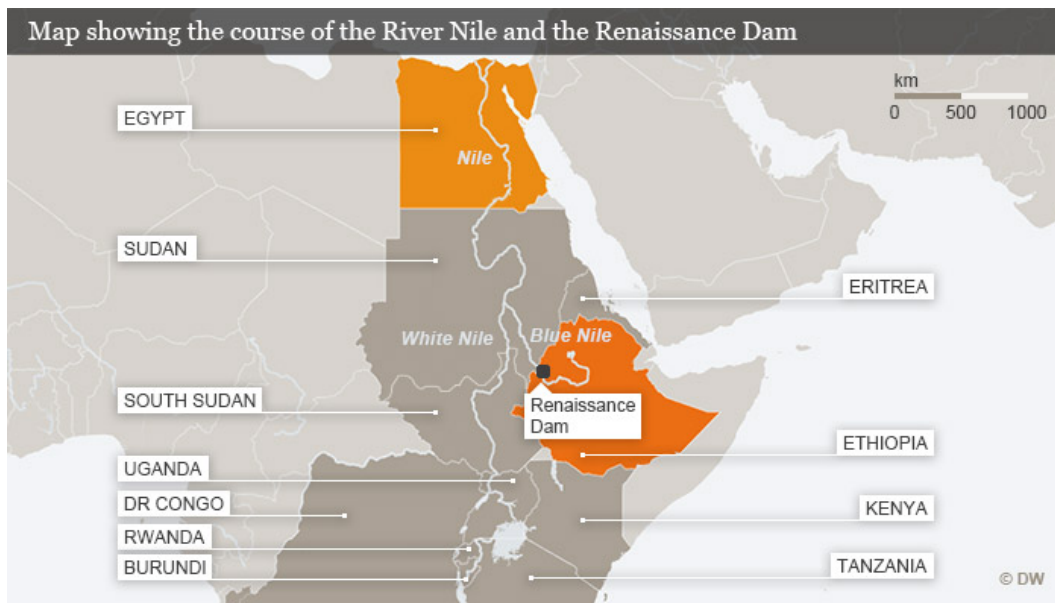 Map showing the course of the River Nile and the Renaissance Dam
km
0 500 1000
EGYPT
Nile
SUDAN
ERITREA
White Nile
Blue Nile
SOUTH SUDAN
Renaissance
Dam
ETHIOPIA
UGANDA
DR CONGO
KENYA
RWANDA
BURUNDI
TANZANIA
© DW